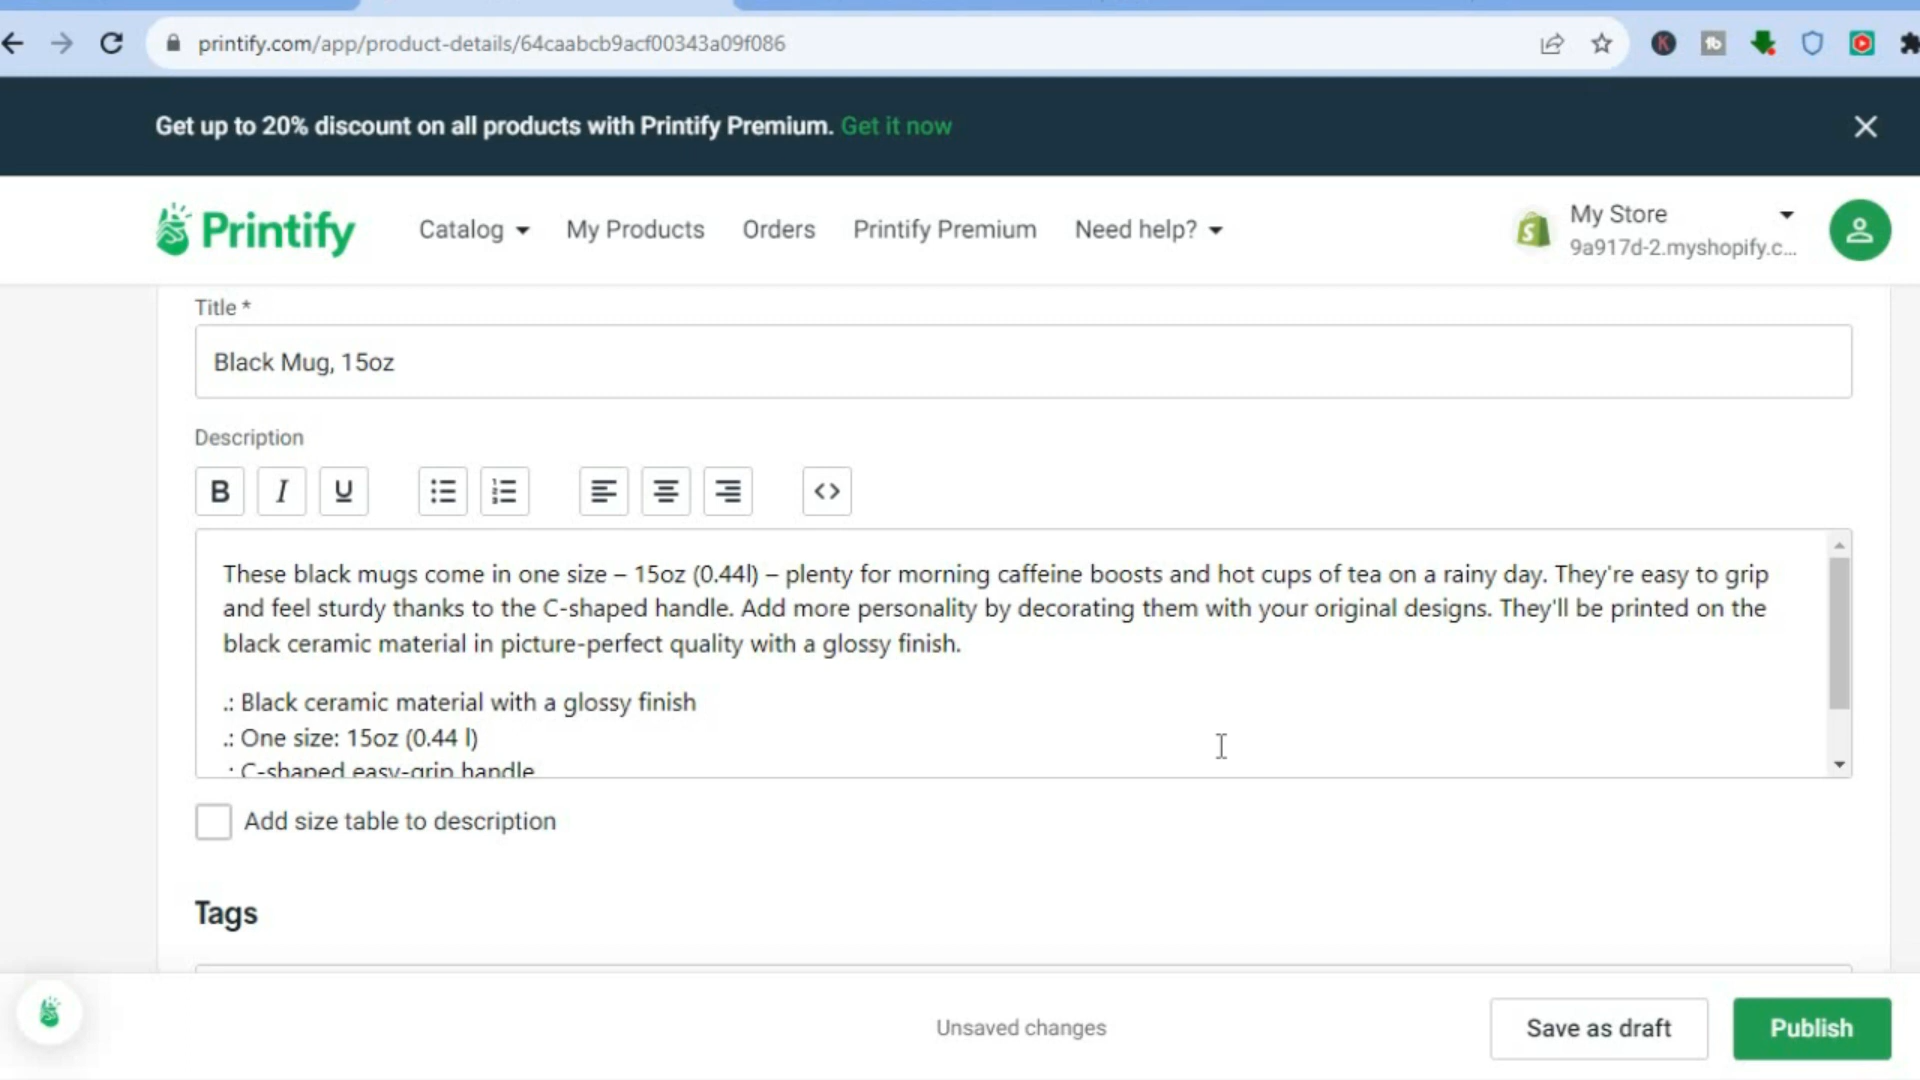 printify.com/app/product-details/64caabcb9acf00343a09f086
Get up to 20% discount on all products with Printify Premium. Get it now
Printify
Catalog
My Products
Orders
Printify Premium
Need help?
My Store
9a917d-2.myshopify.c...
Title *
Black Mug, 15oz
Description
B I U
These black mugs come in one size – 15oz (0.44l) – plenty for morning caffeine boosts and hot cups of tea on a rainy day. They're easy to grip
and feel sturdy thanks to the C-shaped handle. Add more personality by decorating them with your original designs. They'll be printed on the
black ceramic material in picture-perfect quality with a glossy finish.
.: Black ceramic material with a glossy finish
.: One size: 15oz (0.44 l)
.: C-shaped easy-grip handle
Add size table to description
Tags
Unsaved changes
Save as draft
Publish